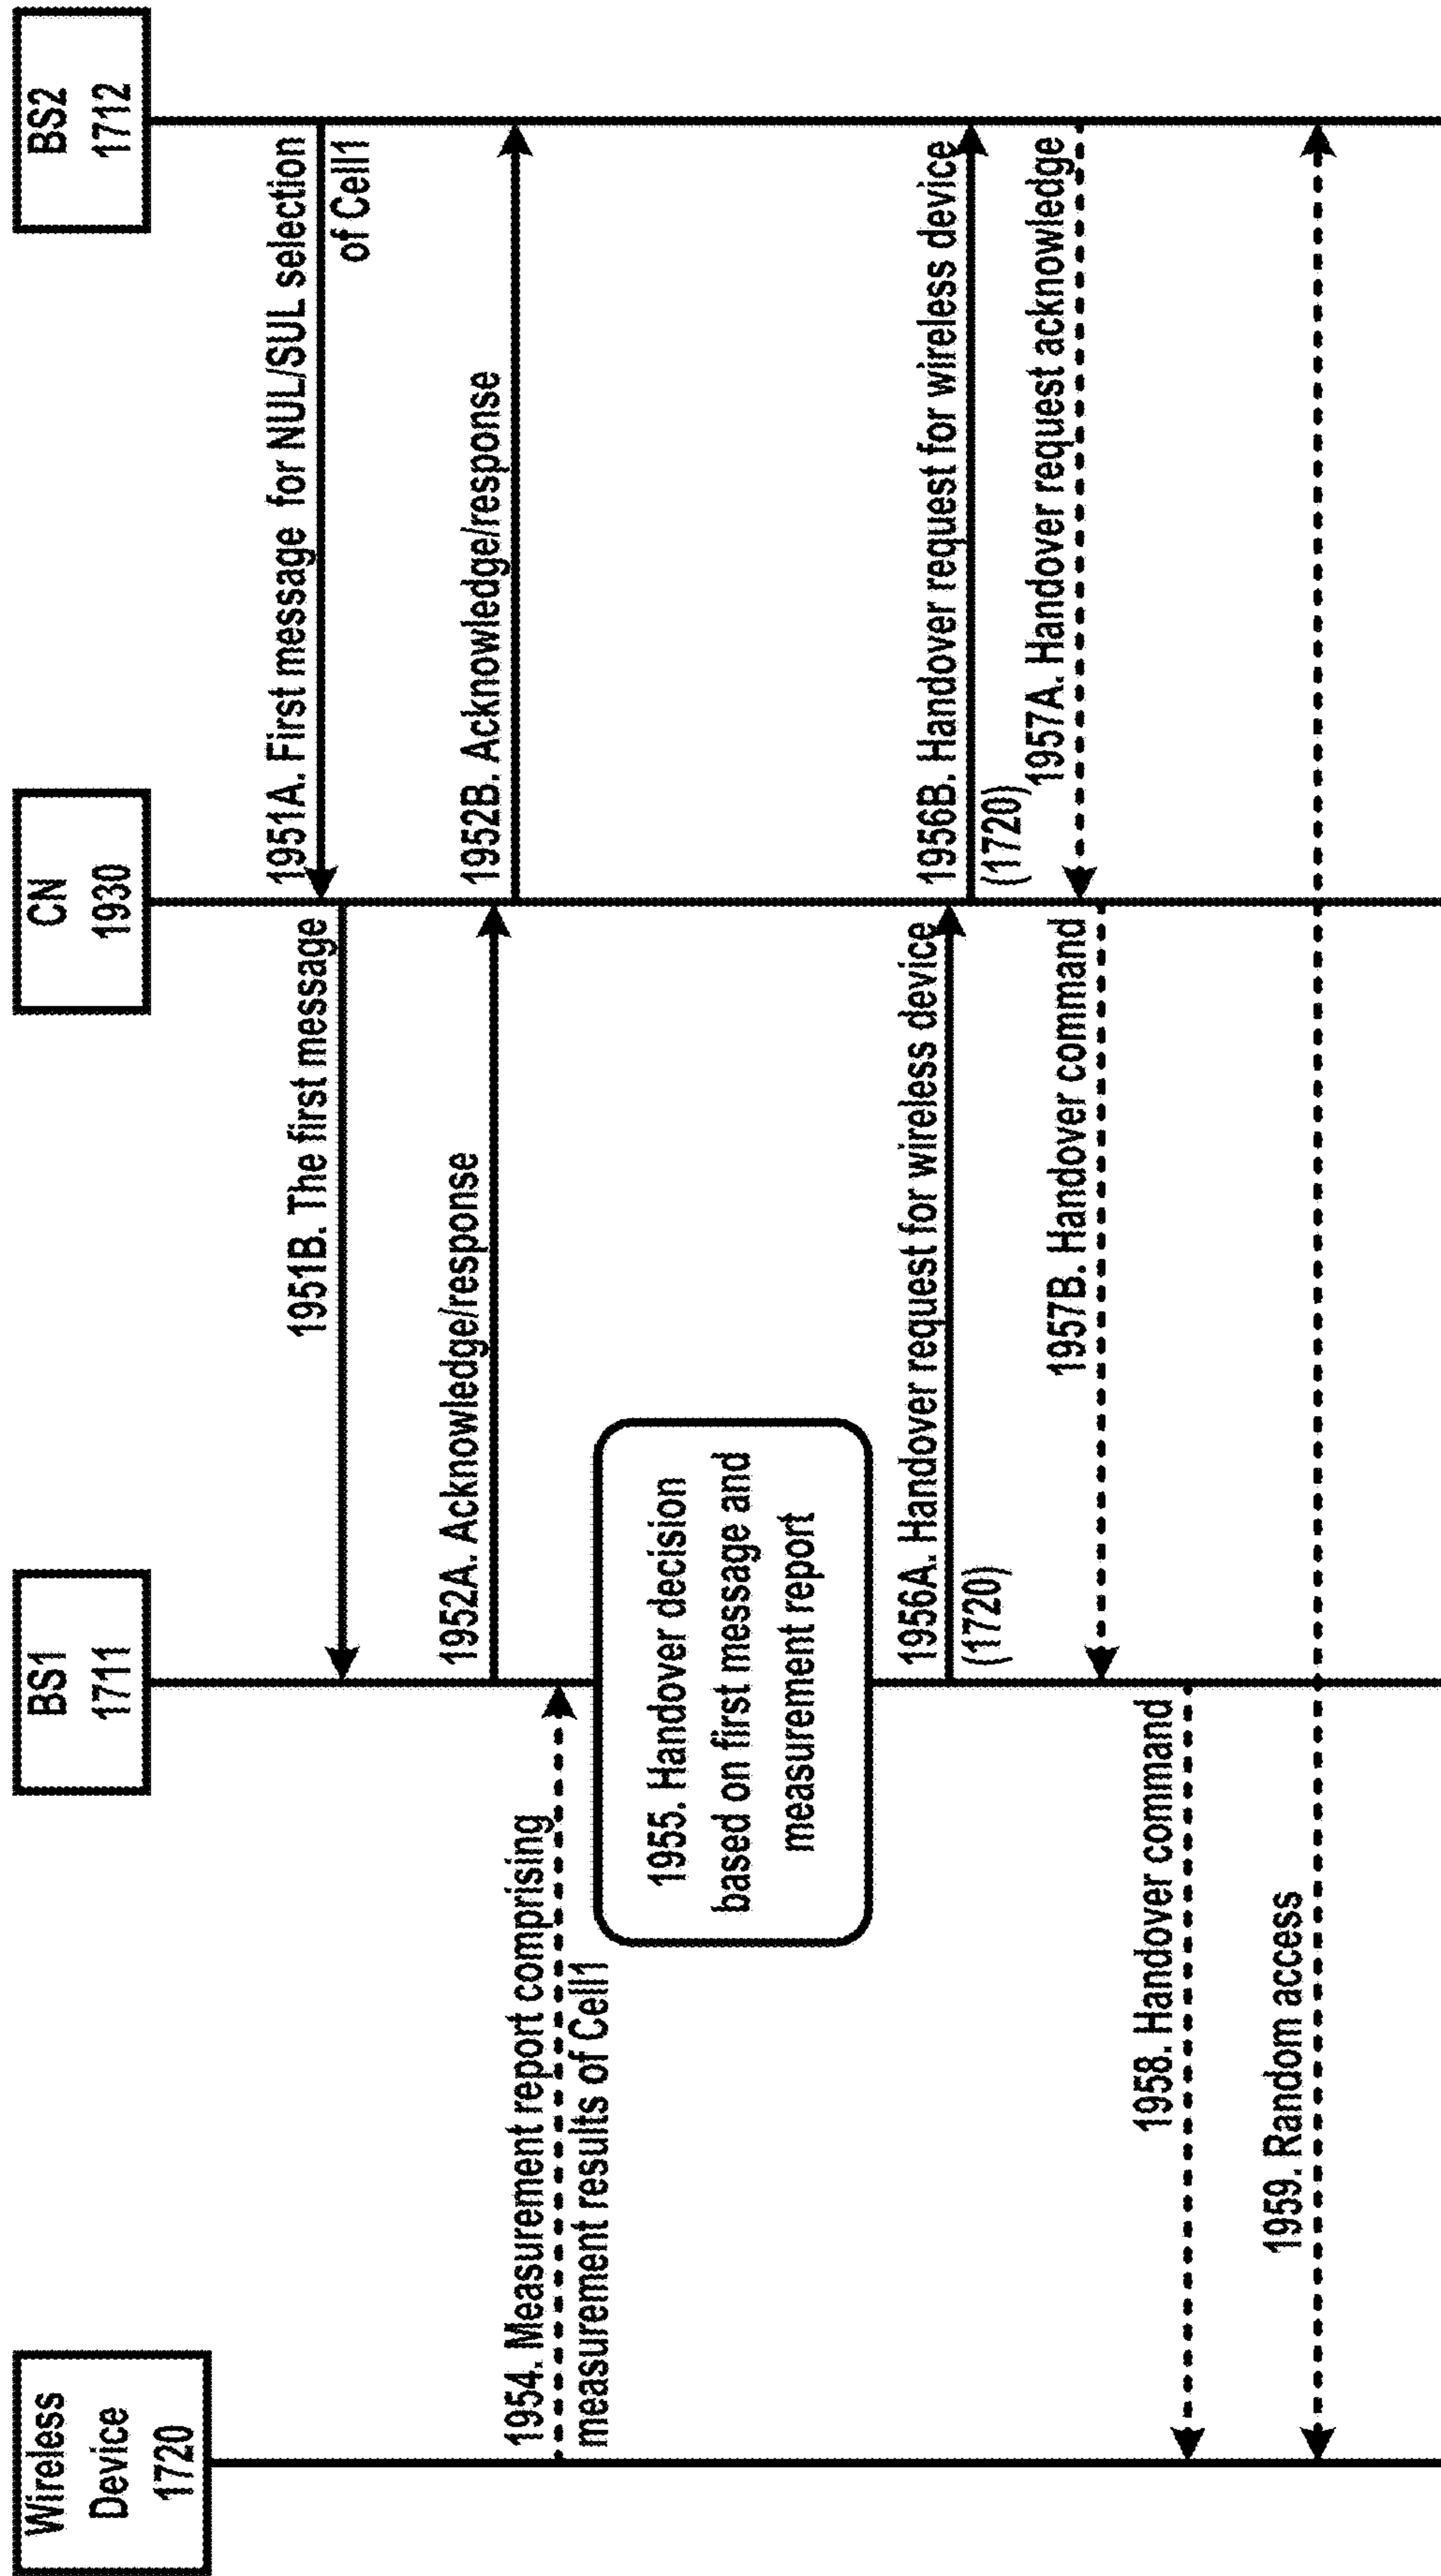 Wireless
Device
1720
BS1
1711
CN
1930
BS2
1712
1951A. First message for NUL/SUL selection
of Cell1
1951B. The first message
1952A. Acknowledge/response
1952B. Acknowledge/response
1954. Measurement report comprising
measurement results of Cell1
1955. Handover decision
based on first message and
measurement report
1956A. Handover request for wireless device
(1720)
1956B. Handover request for wireless device
(1720)
1957A. Handover request acknowledge
1957B. Handover command
1958. Handover command
1959. Random access